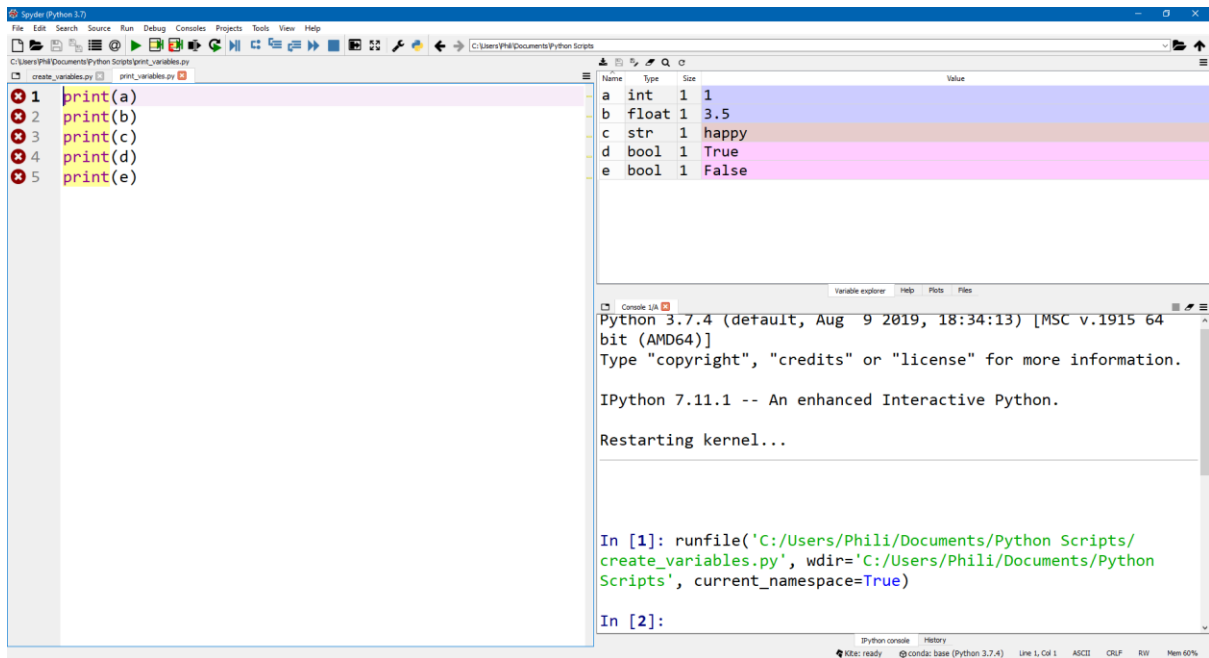 Spyder (Python 3.7)
File Edit Search Source Run Debug Consoles Projects Tools View Help
C:\Users\Phili\Documents\Python Scripts
C:\Users\Phili\Documents\Python Scripts\print_variables.py
create_variables.py print_variables.py
1 print(a)
2 print(b)
3 print(c)
4 print(d)
5 print(e)
Name Type Size Value
a int 1 1
b float 1 3.5
c str 1 happy
d bool 1 True
e bool 1 False
Variable explorer Help Plots Files
Console 1/A
Python 3.7.4 (default, Aug 9 2019, 18:34:13) [MSC v.1915 64
bit (AMD64)]
Type "copyright", "credits" or "license" for more information.
IPython 7.11.1 -- An enhanced Interactive Python.
Restarting kernel...
In [1]: runfile('C:/Users/Phili/Documents/Python Scripts/
create_variables.py', wdir='C:/Users/Phili/Documents/Python
Scripts', current_namespace=True)
In [2]:
IPython console History
Kite: ready conda: base (Python 3.7.4) Line 1, Col 1 ASCII CRLF RW Mem 60%